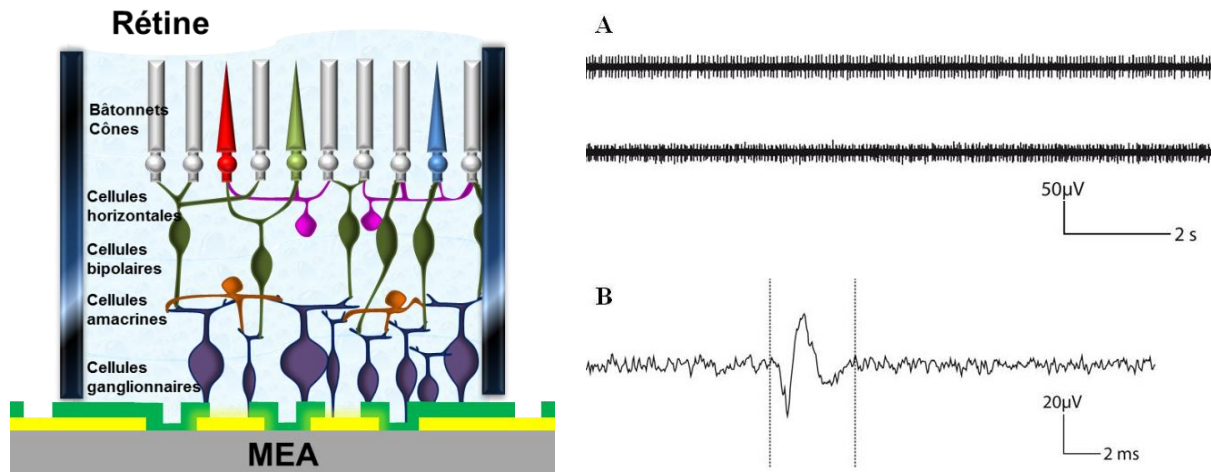 Rétine
Bâtonnets
Cônes
Cellules
horizontales
Cellules
bipolaires
Cellules
amacrines
Cellules
ganglionnaires
MEA
A
50µV
2 s
B
20µV
2 ms